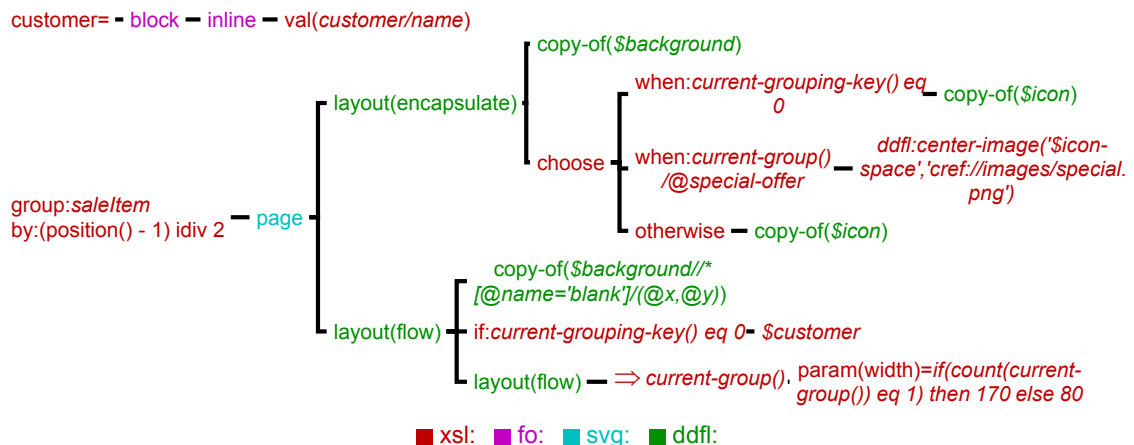 customer=
block
inline
val(customer/name)
copy-of($background)
layout(encapsulate)
when:current-grouping-key() eq
0
copy-of($icon)
choose
when:current-group()
/@special-offer
ddfl:center-image('$icon-
space','cref://images/special.
png')
otherwise
copy-of($icon)
group:saleItem
by:(position() - 1) idiv 2
page
copy-of($background//*
[@name='blank']/(@x,@y))
layout(flow)
if:current-grouping-key() eq 0
$customer
layout(flow)
⇒ current-group()
param(width)=if(count(current-
group()) eq 1) then 170 else 80
xsl:
fo:
svg:
ddfl: